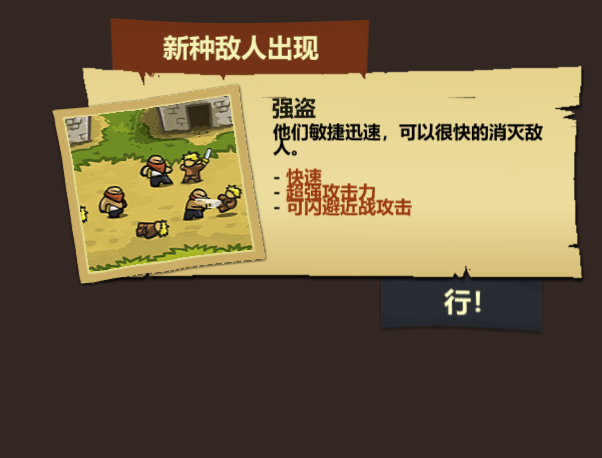 新种敌人出现
强盗
他们敏捷迅速，可以很快的消灭敌
人。
- 快速
- 超强攻击力
- 可闪避近战攻击
行！